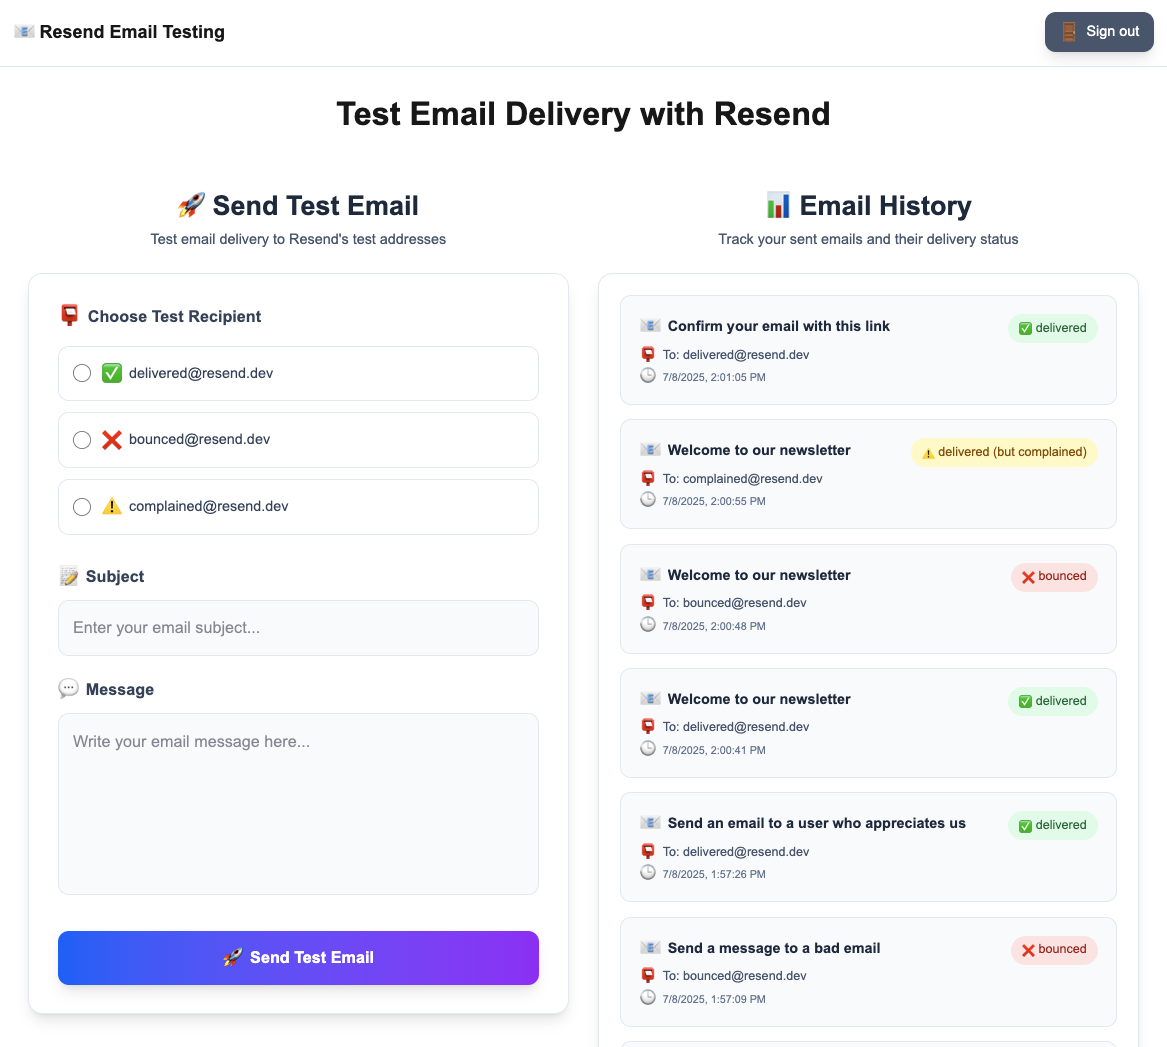 Resend Email Testing
Sign out
Test Email Delivery with Resend
Send Test Email
Test email delivery to Resend's test addresses
Choose Test Recipient
delivered@resend.dev
bounced@resend.dev
complained@resend.dev
Subject
Enter your email subject...
Message
Write your email message here...
Send Test Email
Email History
Track your sent emails and their delivery status
Confirm your email with this link
delivered
To: delivered@resend.dev
7/8/2025, 2:01:05 PM
Welcome to our newsletter
delivered (but complained)
To: complained@resend.dev
7/8/2025, 2:00:55 PM
Welcome to our newsletter
bounced
To: bounced@resend.dev
7/8/2025, 2:00:48 PM
Welcome to our newsletter
delivered
To: delivered@resend.dev
7/8/2025, 2:00:41 PM
Send an email to a user who appreciates us
delivered
To: delivered@resend.dev
7/8/2025, 1:57:26 PM
Send a message to a bad email
bounced
To: bounced@resend.dev
7/8/2025, 1:57:09 PM